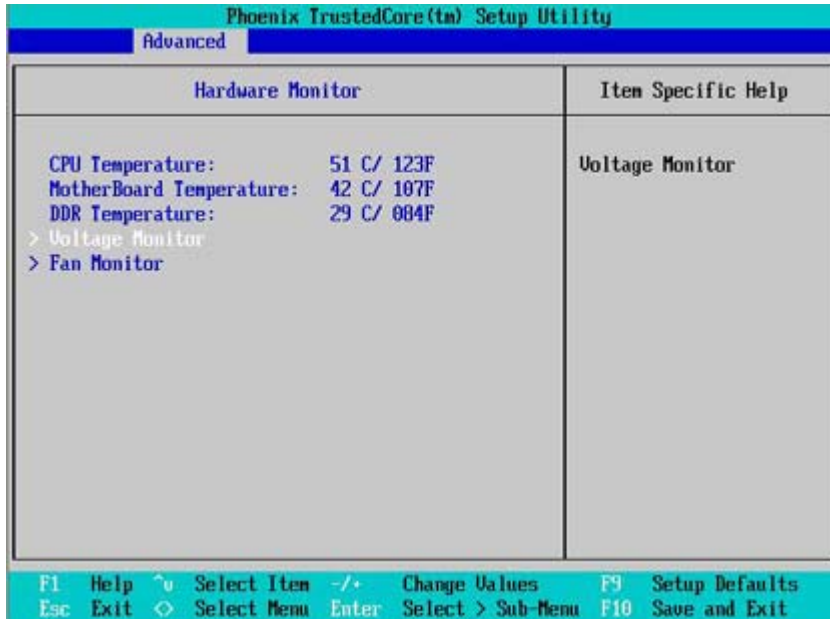 Phoenix TrustedCore(tm) Setup Utility
Advanced
Hardware Monitor
Item Specific Help
CPU Temperature: 51 C/ 123F
MotherBoard Temperature: 42 C/ 107F
DDR Temperature: 29 C/ 084F
> Voltage Monitor
> Fan Monitor
Voltage Monitor
F1 Help ^v Select Item -/+ Change Values F9 Setup Defaults
Esc Exit <> Select Menu Enter Select > Sub-Menu F10 Save and Exit